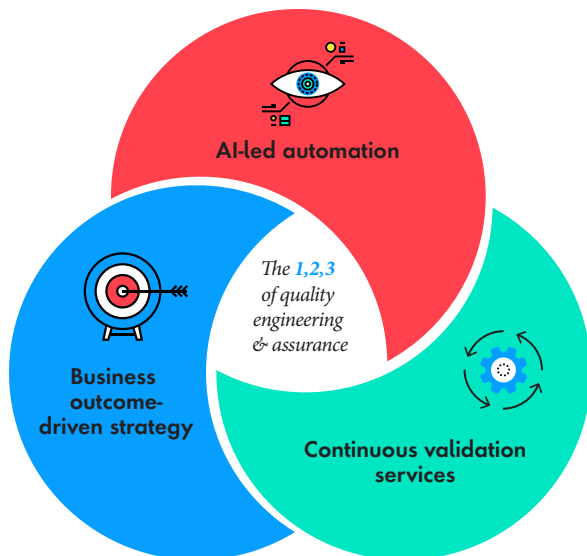 AI-led automation
The 1,2,3
of quality
engineering
& assurance
Business
outcome-
driven strategy
Continuous validation
services